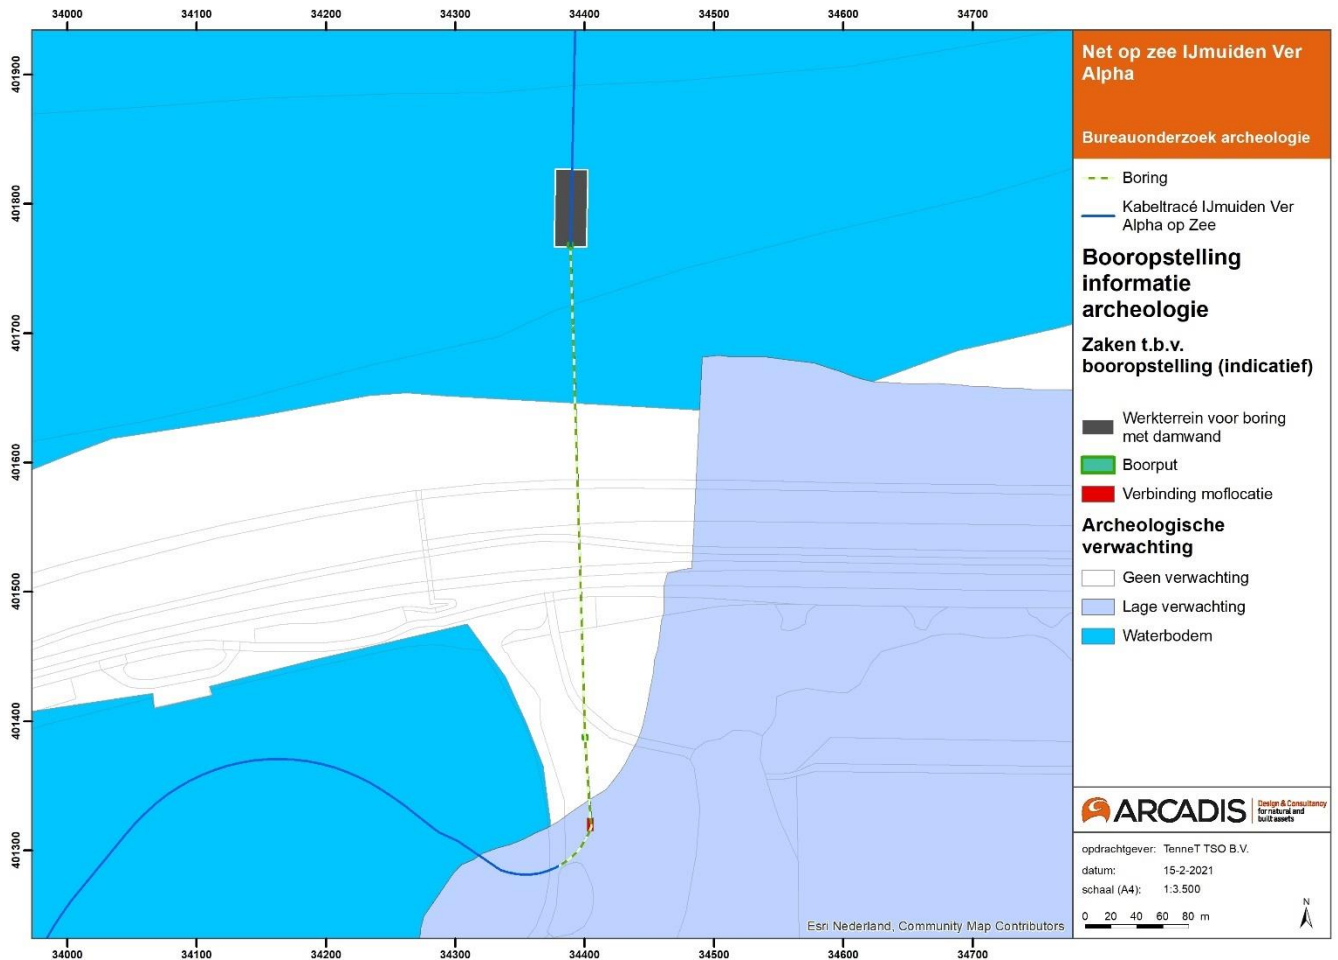 34000 34100 34200 34300 34400 34500 34600 34700
401900
401800
401700
401600
401500
401400
401300
Net op zee IJmuiden Ver
Alpha
Bureauonderzoek archeologie
Boring
Kabeltracé IJmuiden Ver
Alpha op Zee
Booropstelling
informatie
archeologie
Zaken t.b.v.
booropstelling (indicatief)
Werkterrein voor boring
met damwand
Boorput
Verbinding moflocatie
Archeologische
verwachting
Geen verwachting
Lage verwachting
Waterbodem
ARCADIS
Design & Consultancy
for natural and
built assets
opdrachtgever: TenneT TSO B.V.
datum: 15-2-2021
schaal (A4): 1:3.500
0 20 40 60 80 m
N
Esri Nederland, Community Map Contributors
34000 34100 34200 34300 34400 34500 34600 34700